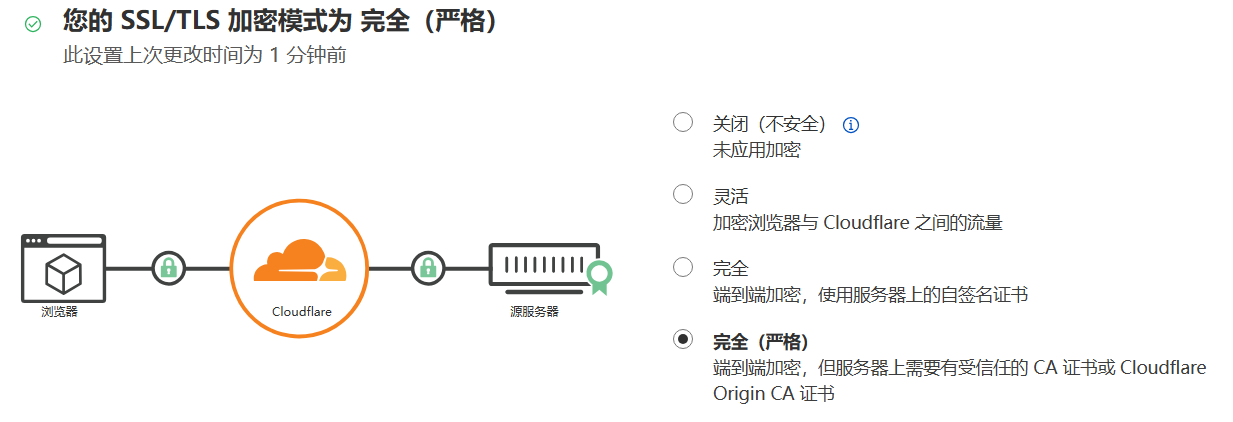 您的 SSL/TLS 加密模式为 完全（严格）
此设置上次更改时间为 1 分钟前
浏览器
Cloudflare
源服务器
关闭（不安全）
未应用加密
灵活
加密浏览器与 Cloudflare 之间的流量
完全
端到端加密，使用服务器上的自签名证书
完全（严格）
端到端加密，但服务器上需要有受信任的 CA 证书或 Cloudflare
Origin CA 证书